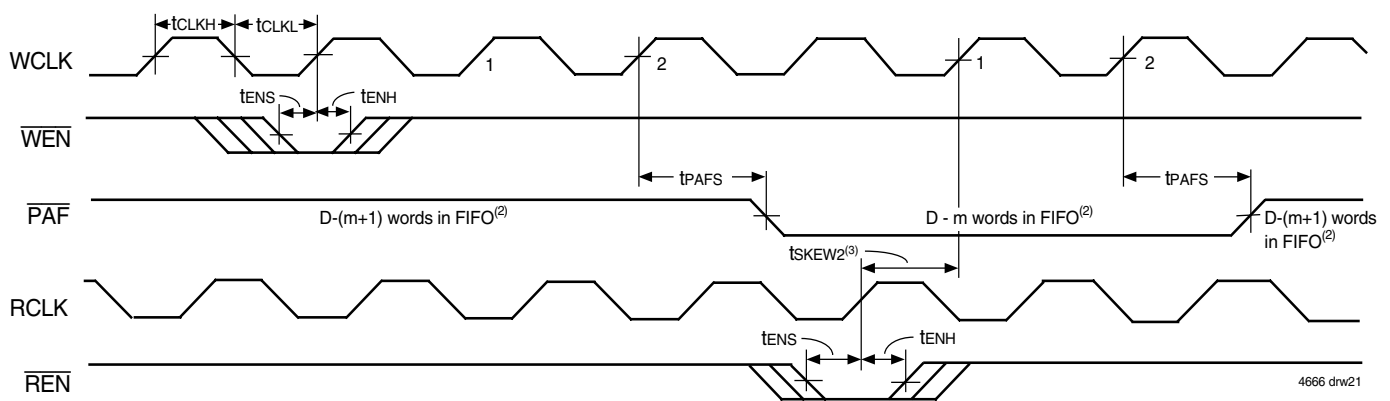 tCLKH tCLKL
WCLK 1 2 1 2
tENS tENH
WEN
tPAFS tPAFS
PAF D-(m+1) words in FIFO(2) D - m words in FIFO(2) D-(m+1) words
in FIFO(2)
tSKEW2(3)
RCLK
tENS tENH
REN 4666 drw21